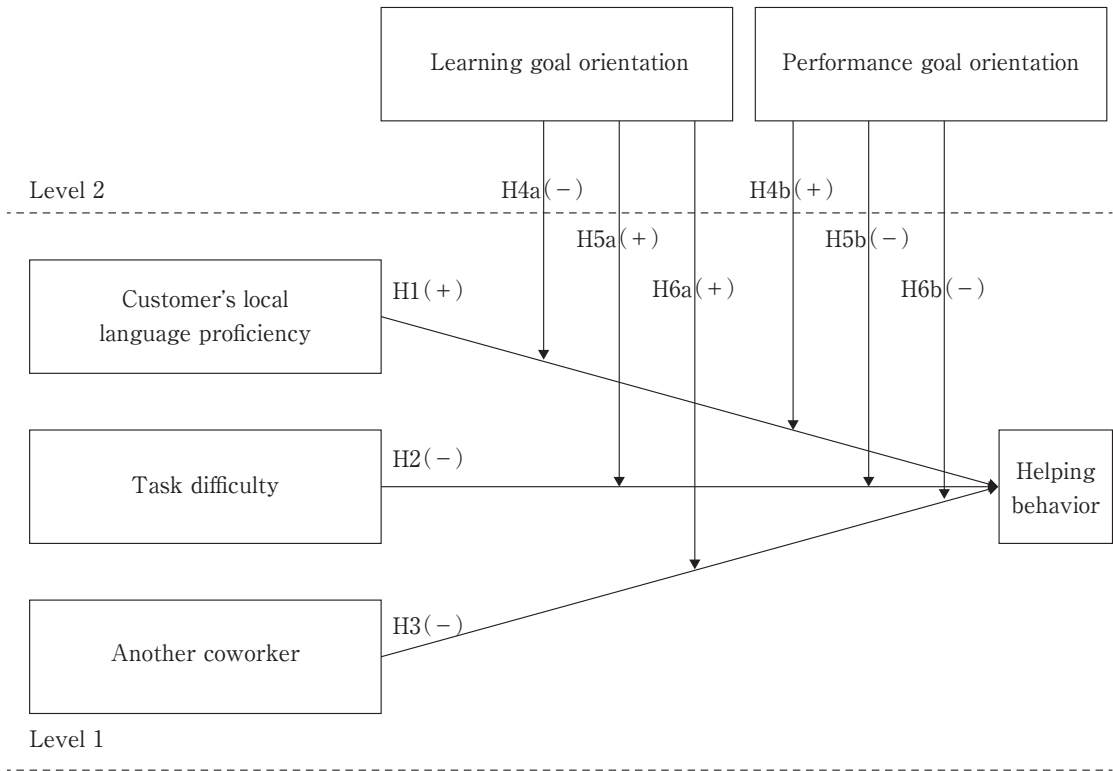 Learning goal orientation
Performance goal orientation
Level 2
H4a(−)
H4b(+)
H5a(+)
H5b(−)
Customer's local
language proficiency
H1(+)
H6a(+)
H6b(−)
Task difficulty
H2(−)
Helping
behavior
Another coworker
H3(−)
Level 1